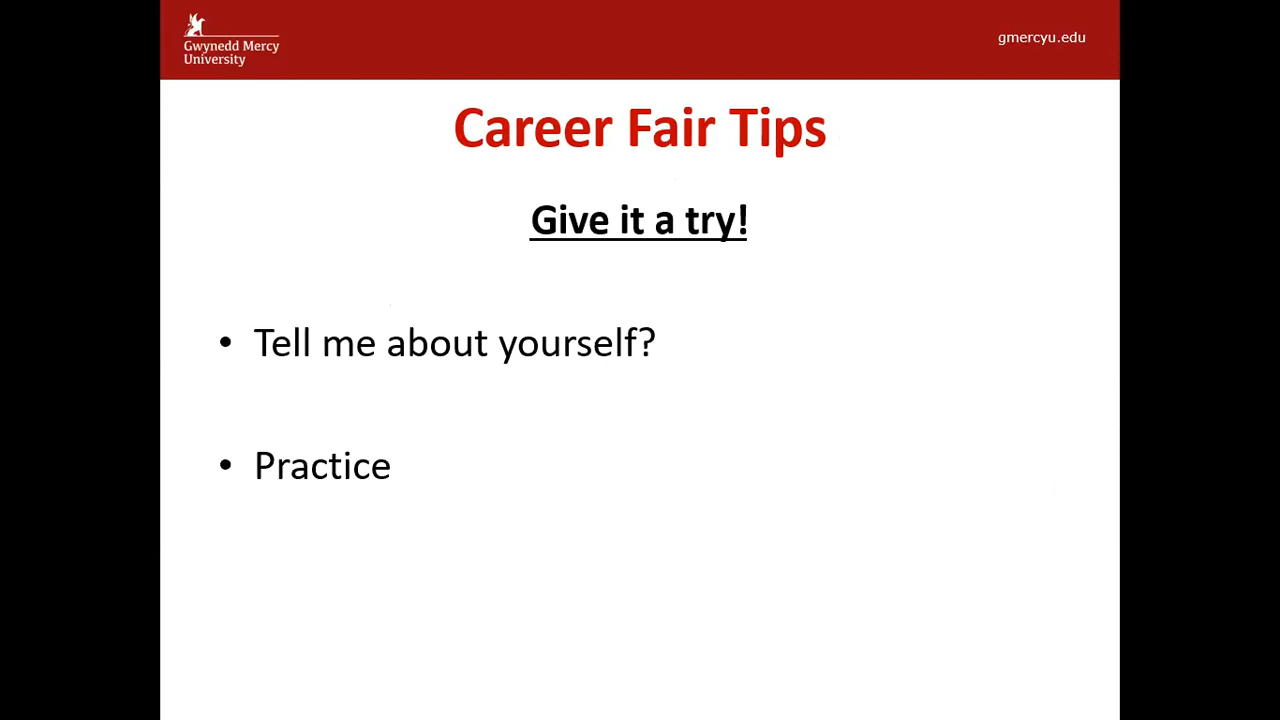 Gwynedd Mercy
University
gmercyu.edu
Career Fair Tips
Give it a try!
• Tell me about yourself?
• Practice